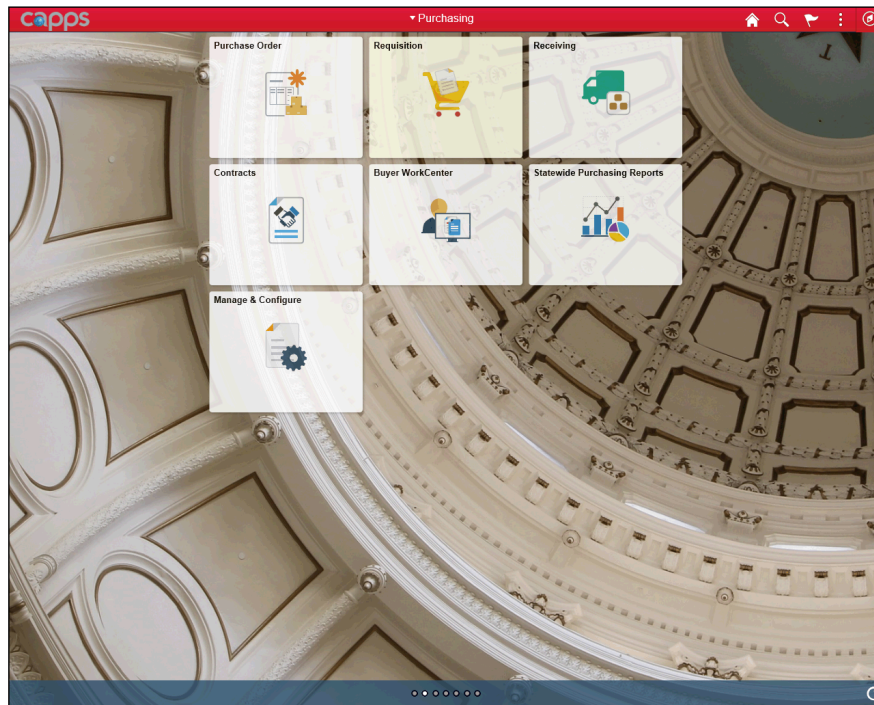 capps
Purchasing
Purchase Order
Requisition
Receiving
Contracts
Buyer WorkCenter
Statewide Purchasing Reports
Manage & Configure